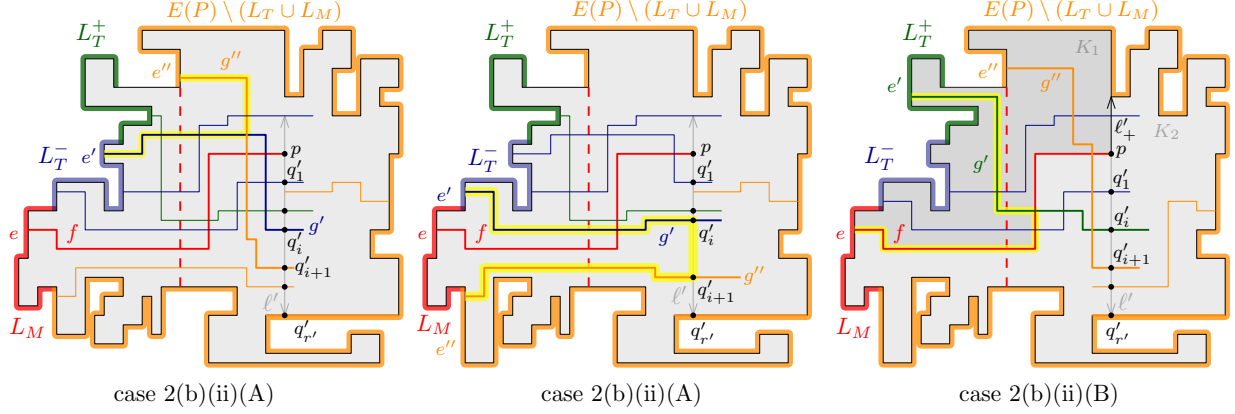 E(P) \ (L_T ∪ L_M)
L_T^+
g''
e''
L_T^-
e'
p
q'_1
e
f
g'
q'_i
q'_{i+1}
ℓ'
L_M
q'_{r'}
case 2(b)(ii)(A)
E(P) \ (L_T ∪ L_M)
L_T^+
L_T^-
p
e'
q'_1
e
f
g'
q'_i
g''
ℓ'
q'_{i+1}
L_M
e''
q'_{r'}
case 2(b)(ii)(A)
E(P) \ (L_T ∪ L_M)
L_T^+
K_1
e''
g''
e'
ℓ'_+
K_2
L_T^-
p
g'
q'_1
e
f
q'_i
q'_{i+1}
ℓ'
L_M
q'_{r'}
case 2(b)(ii)(B)